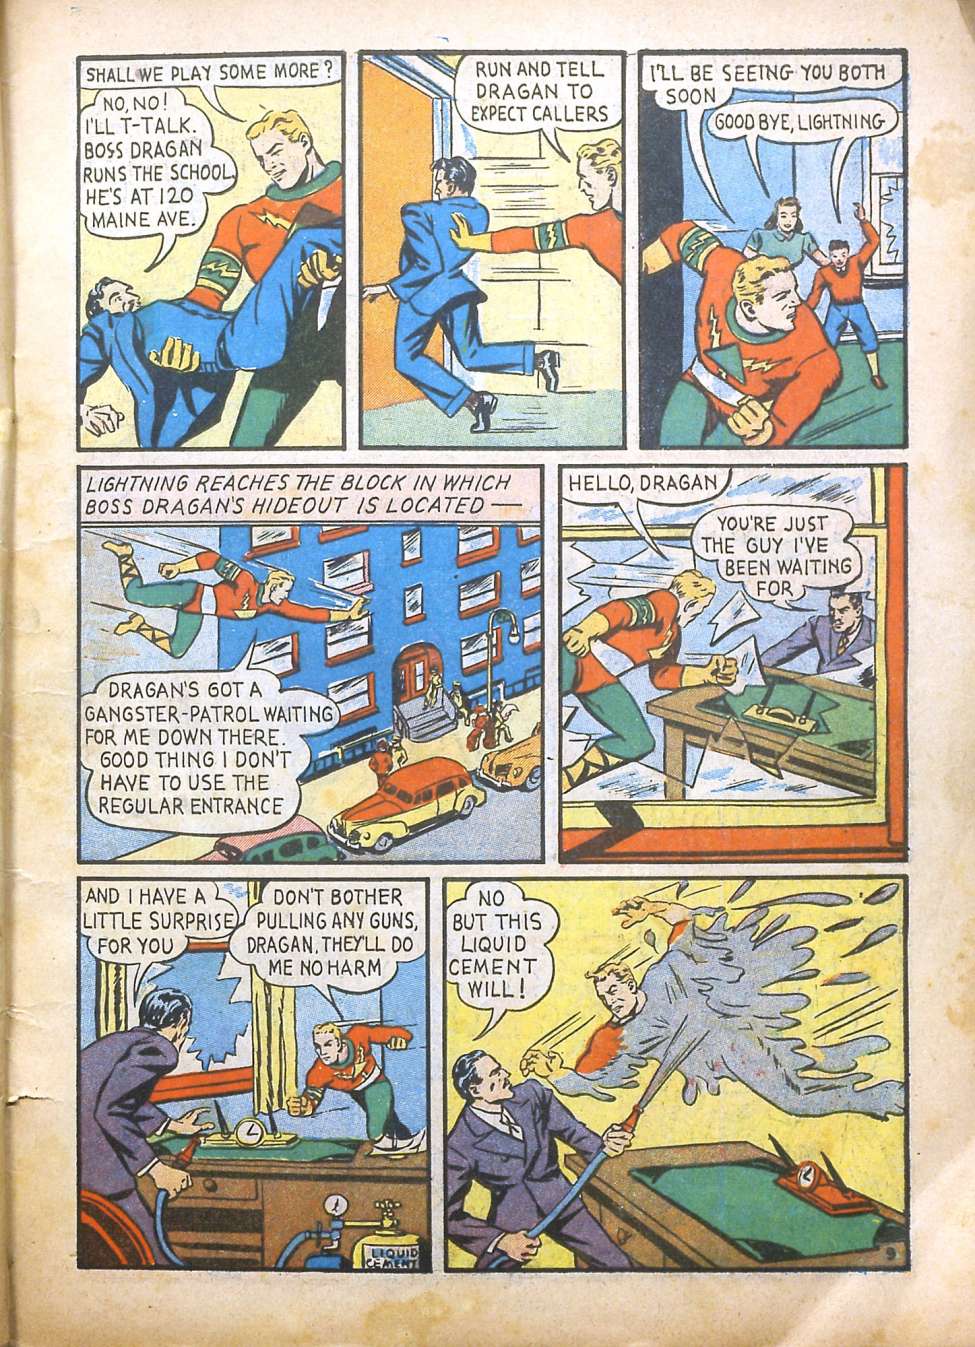 SHALL WE PLAY SOME MORE?
NO, NO!
I'LL T-TALK.
BOSS DRAGAN
RUNS THE SCHOOL.
HE'S AT 120
MAINE AVE.
RUN AND TELL
DRAGAN TO
EXPECT CALLERS
I'LL BE SEEING YOU BOTH
SOON
GOOD BYE, LIGHTNING
LIGHTNING REACHES THE BLOCK IN WHICH
BOSS DRAGAN'S HIDEOUT IS LOCATED —
DRAGAN'S GOT A
GANGSTER-PATROL WAITING
FOR ME DOWN THERE.
GOOD THING I DON'T
HAVE TO USE THE
REGULAR ENTRANCE
HELLO, DRAGAN
YOU'RE JUST
THE GUY I'VE
BEEN WAITING
FOR
AND I HAVE A
LITTLE SURPRISE
FOR YOU
DON'T BOTHER
PULLING ANY GUNS,
DRAGAN, THEY'LL DO
ME NO HARM
LIQUID
CEMENT
NO
BUT THIS
LIQUID
CEMENT
WILL!
9